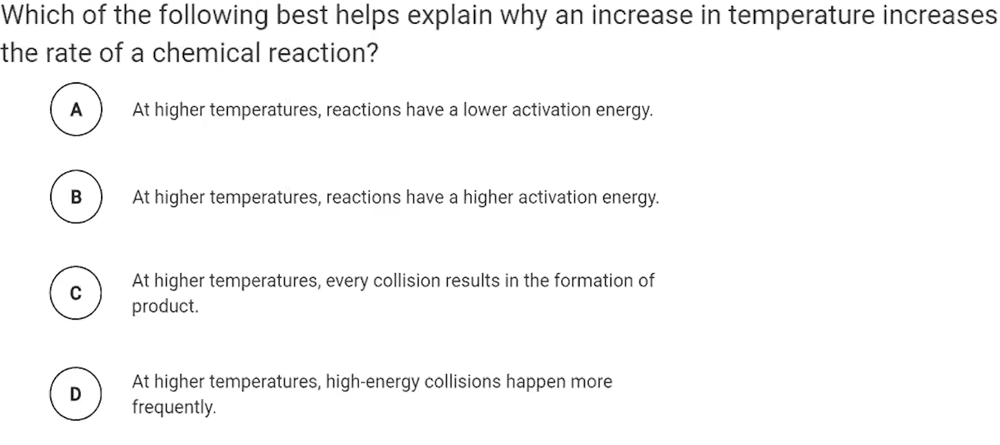 Which of the following best helps explain why an increase in temperature increases
the rate of a chemical reaction?
A At higher temperatures, reactions have a lower activation energy.
B At higher temperatures, reactions have a higher activation energy.
C At higher temperatures, every collision results in the formation of
product.
D At higher temperatures, high-energy collisions happen more
frequently.